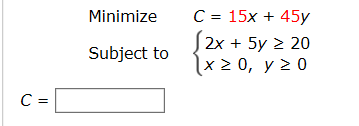 Minimize C = 15x + 45y
Subject to { 2x + 5y ≥ 20
x ≥ 0, y ≥ 0
C =